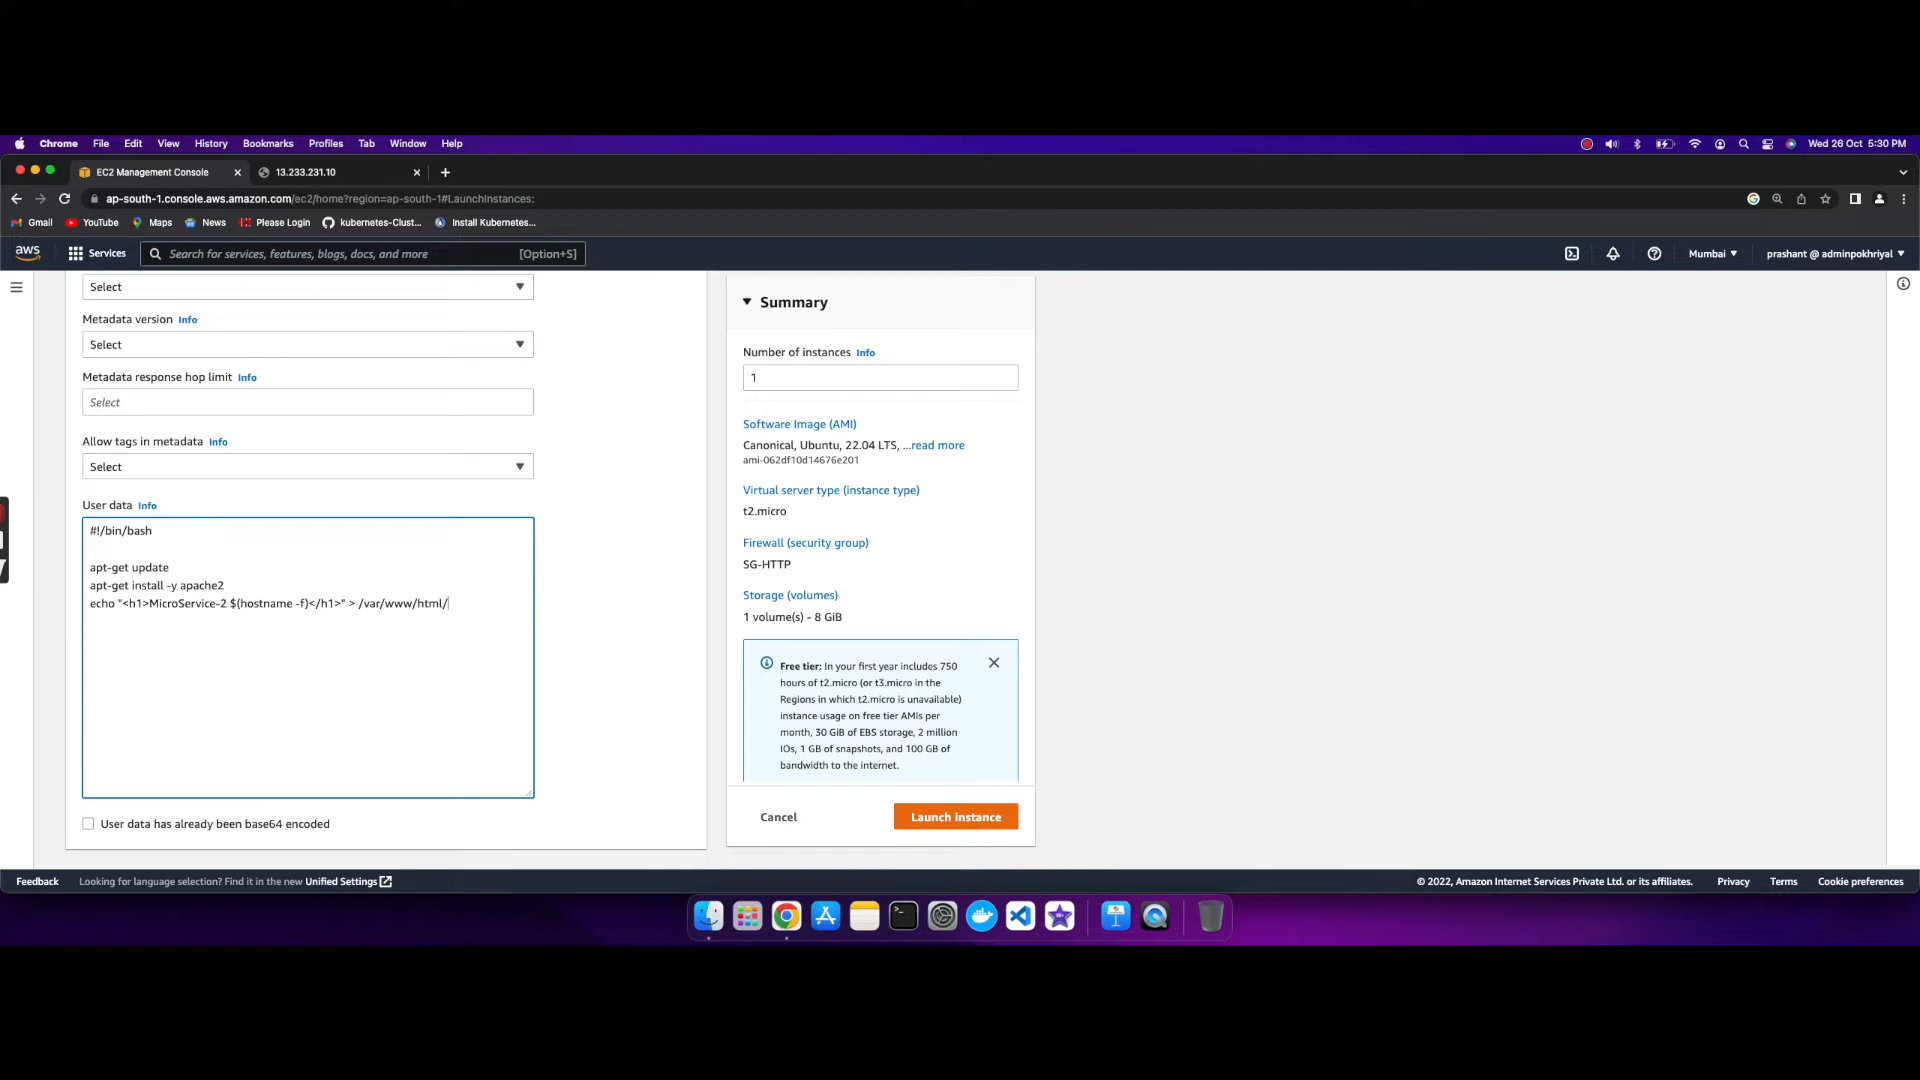 Chrome File Edit View History Bookmarks Profiles Tab Window Help Wed 26 Oct 5:30 PM
EC2 Management Console 13.233.231.10
ap-south-1.console.aws.amazon.com/ec2/home?region=ap-south-1#LaunchInstances:
Gmail YouTube Maps News Please Login kubernetes-Clust... Install Kubernetes...
aws Services Search for services, features, blogs, docs, and more [Option+S] Mumbai prashant @ adminpokhriyal
Select
Metadata version Info
Select
Metadata response hop limit Info
Select
Allow tags in metadata Info
Select
User data Info
#!/bin/bash
apt-get update
apt-get install -y apache2
echo "<h1>MicroService-2 $(hostname -f)</h1>" > /var/www/html/
User data has already been base64 encoded
Summary
Number of instances Info
1
Software Image (AMI)
Canonical, Ubuntu, 22.04 LTS, ...read more
ami-062df10d14676e201
Virtual server type (instance type)
t2.micro
Firewall (security group)
SG-HTTP
Storage (volumes)
1 volume(s) - 8 GiB
Free tier: In your first year includes 750
hours of t2.micro (or t3.micro in the
Regions in which t2.micro is unavailable)
instance usage on free tier AMIs per
month, 30 GiB of EBS storage, 2 million
IOs, 1 GB of snapshots, and 100 GB of
bandwidth to the internet.
Cancel Launch instance
Feedback Looking for language selection? Find it in the new Unified Settings © 2022, Amazon Internet Services Private Ltd. or its affiliates. Privacy Terms Cookie preferences